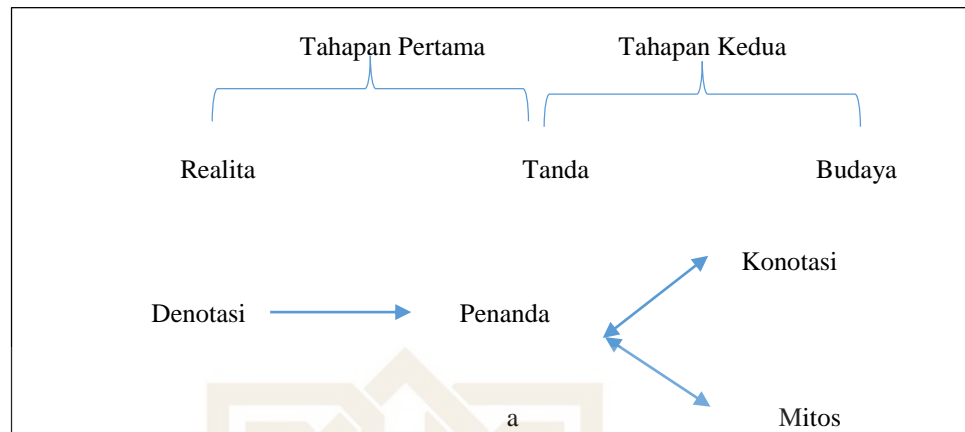 Tahapan Pertama Tahapan Kedua
Realita Tanda Budaya
Konotasi
Denotasi Penanda
a Mitos